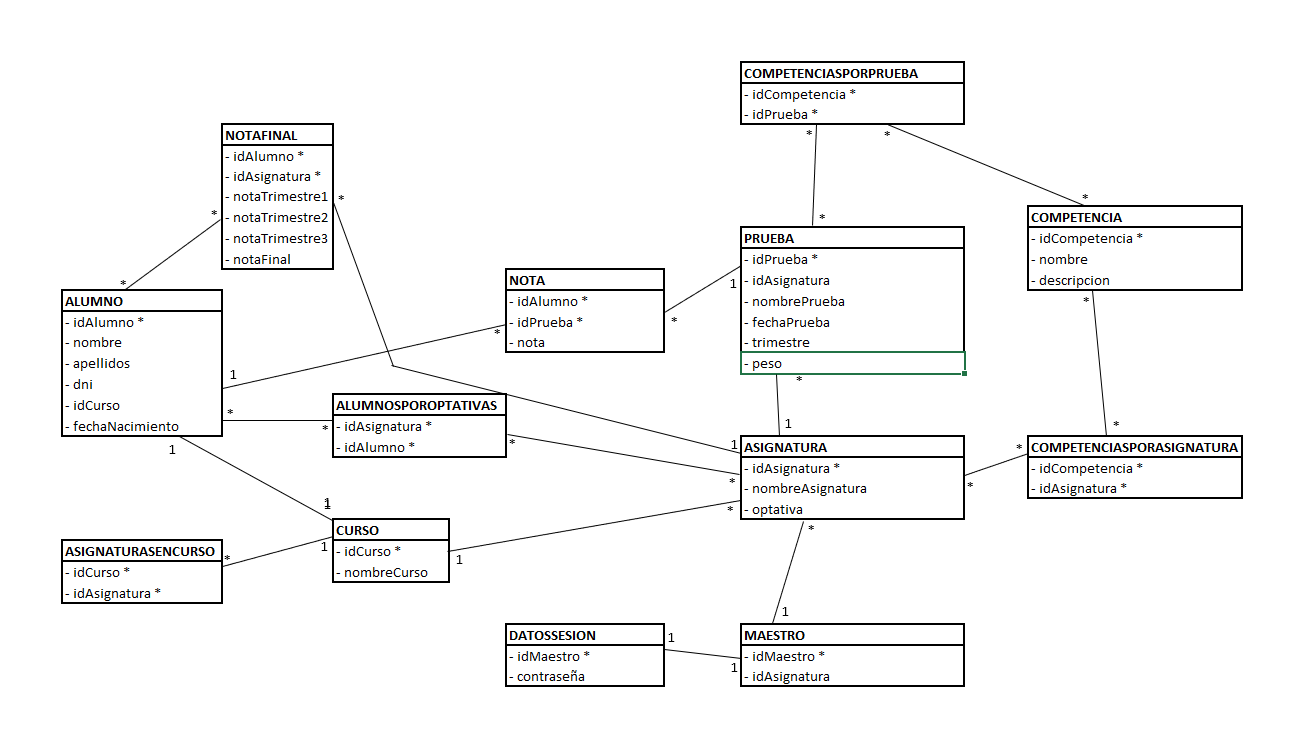 COMPETENCIASPORPRUEBA
- idCompetencia *
- idPrueba *
*
*
NOTAFINAL
- idAlumno *
- idAsignatura *
- notaTrimestre1
- notaTrimestre2
- notaTrimestre3
- notaFinal
*
*
*
*
*
COMPETENCIA
- idCompetencia *
- nombre
- descripcion
*
PRUEBA
- idPrueba *
- idAsignatura
- nombrePrueba
- fechaPrueba
- trimestre
- peso
1
*
NOTA
- idAlumno *
- idPrueba *
- nota
*
*
ALUMNO
- idAlumno *
- nombre
- apellidos
- dni
- idCurso
- fechaNacimiento
1
*
1
*
ALUMNOSPOROPTATIVAS
- idAsignatura *
- idAlumno *
*
1
1
*
ASIGNATURA
- idAsignatura *
- nombreAsignatura
- optativa
*
*
*
*
*
COMPETENCIASPORASIGNATURA
- idCompetencia *
- idAsignatura *
1
CURSO
- idCurso *
- nombreCurso
1
1
ASIGNATURASENCURSO
- idCurso *
- idAsignatura *
*
DATOSSESION
- idMaestro *
- contraseña
1
1
1
MAESTRO
- idMaestro *
- idAsignatura